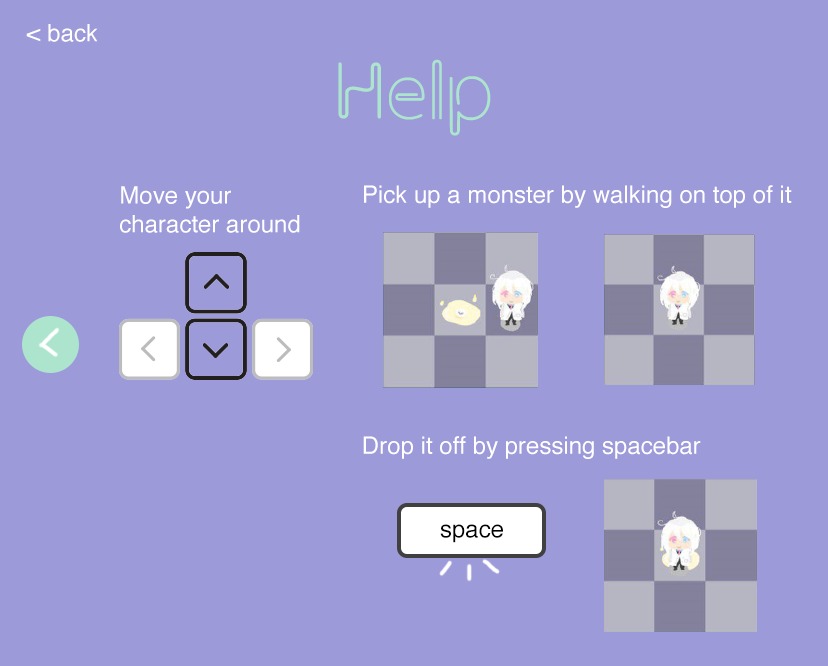 < back
Help
Move your
character around
Pick up a monster by walking on top of it
Drop it off by pressing spacebar
space